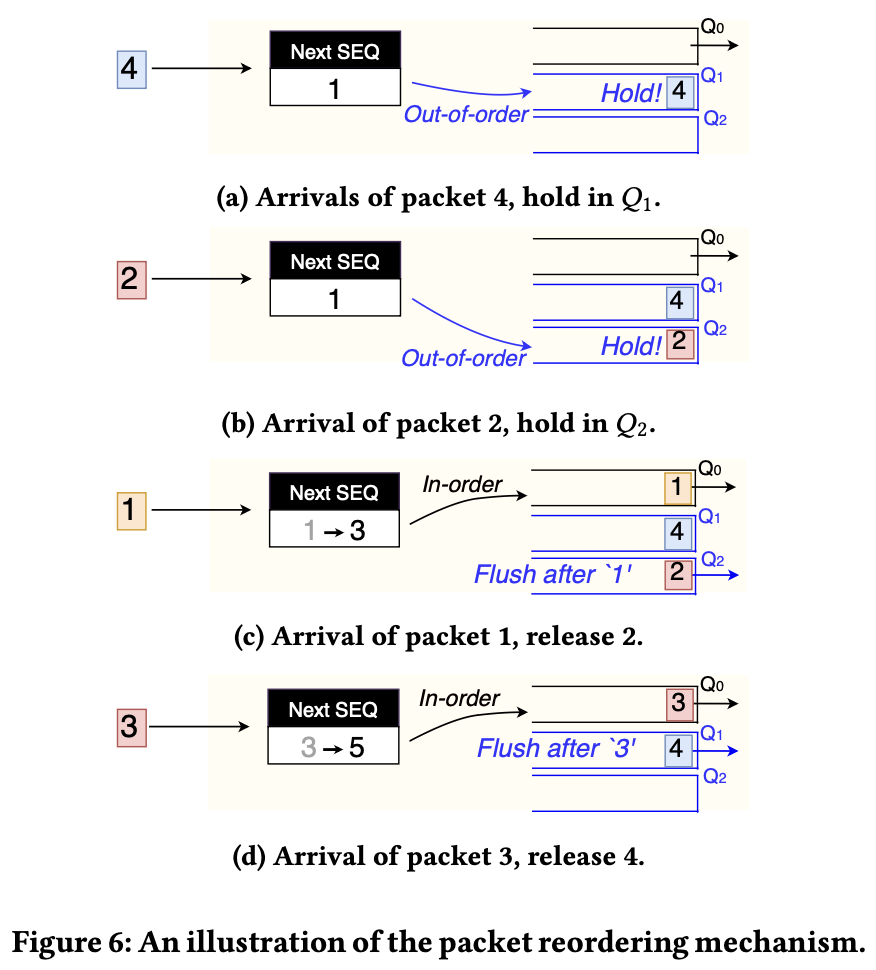 Q0
Next SEQ
4
1
Hold! 4
Q1
Out-of-order
Q2
(a) Arrivals of packet 4, hold in Q1.
Q0
Next SEQ
2
1
4
Q1
Out-of-order
Hold! 2
Q2
(b) Arrival of packet 2, hold in Q2.
Q0
In-order
1
Next SEQ
1
1 → 3
4
Q1
Flush after `1'
2
Q2
(c) Arrival of packet 1, release 2.
Q0
In-order
3
Next SEQ
3
3 → 5
Flush after `3'
4
Q1
Q2
(d) Arrival of packet 3, release 4.
Figure 6: An illustration of the packet reordering mechanism.